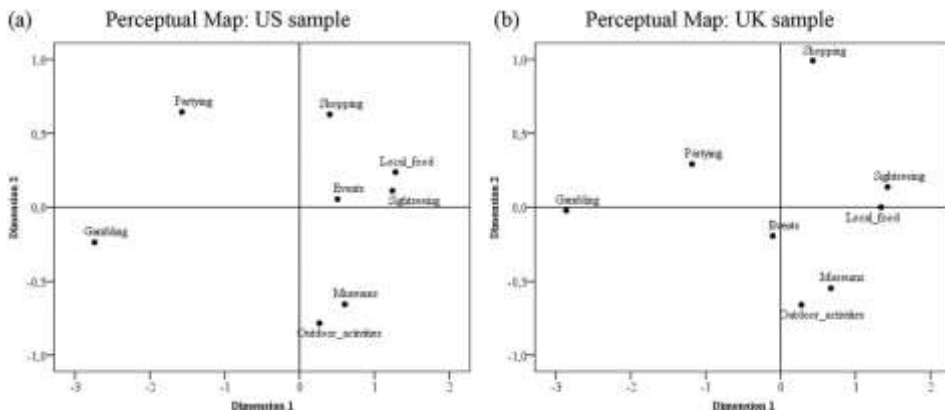 (a) Perceptual Map: US sample
1,0
0,5
0,0
-0,5
-1,0
-3 -2 -1 0 1 2
Dimension 2
Dimension 1
Partying
Shopping
Local_food
Events
Sightseeing
Gambling
Museums
Outdoor_activities
(b) Perceptual Map: UK sample
1,0
0,5
0,0
-0,5
-1,0
-3 -2 -1 0 1 2
Dimension 2
Dimension 1
Shopping
Partying
Sightseeing
Gambling
Local_food
Events
Museums
Outdoor_activities